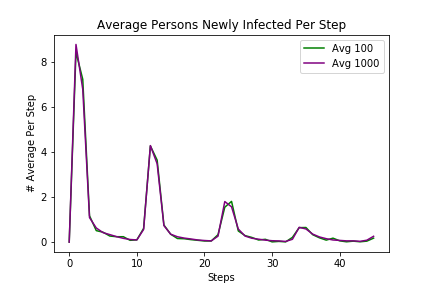 Average Persons Newly Infected Per Step
Avg 100
Avg 1000
# Average Per Step
8
6
4
2
0
0 10 20 30 40
Steps